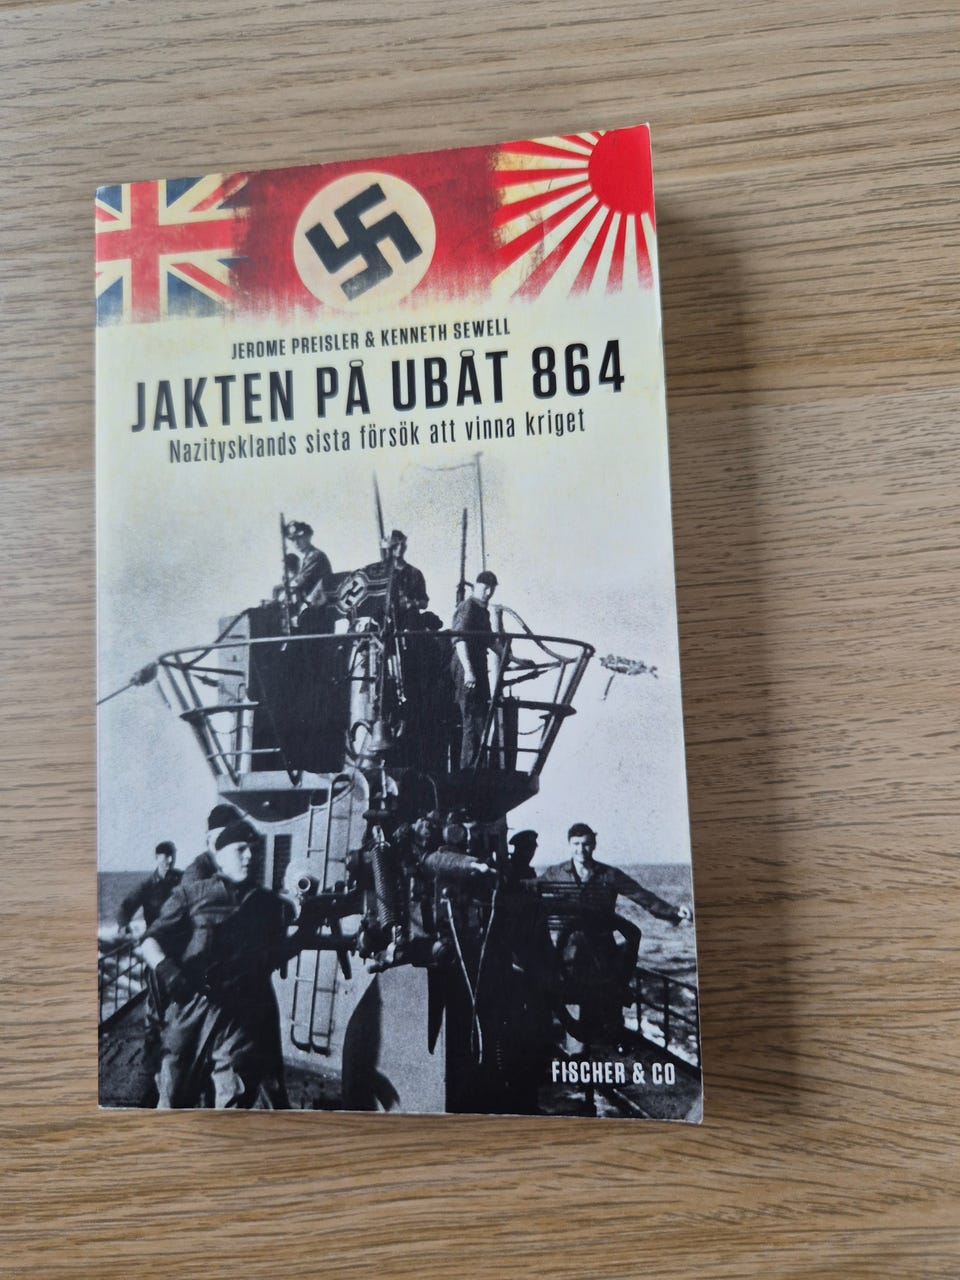 JEROME PREISLER & KENNETH SEWELL
JAKTEN PÅ UBÅT 864
Nazitysklands sista försök att vinna kriget
FISCHER & CO